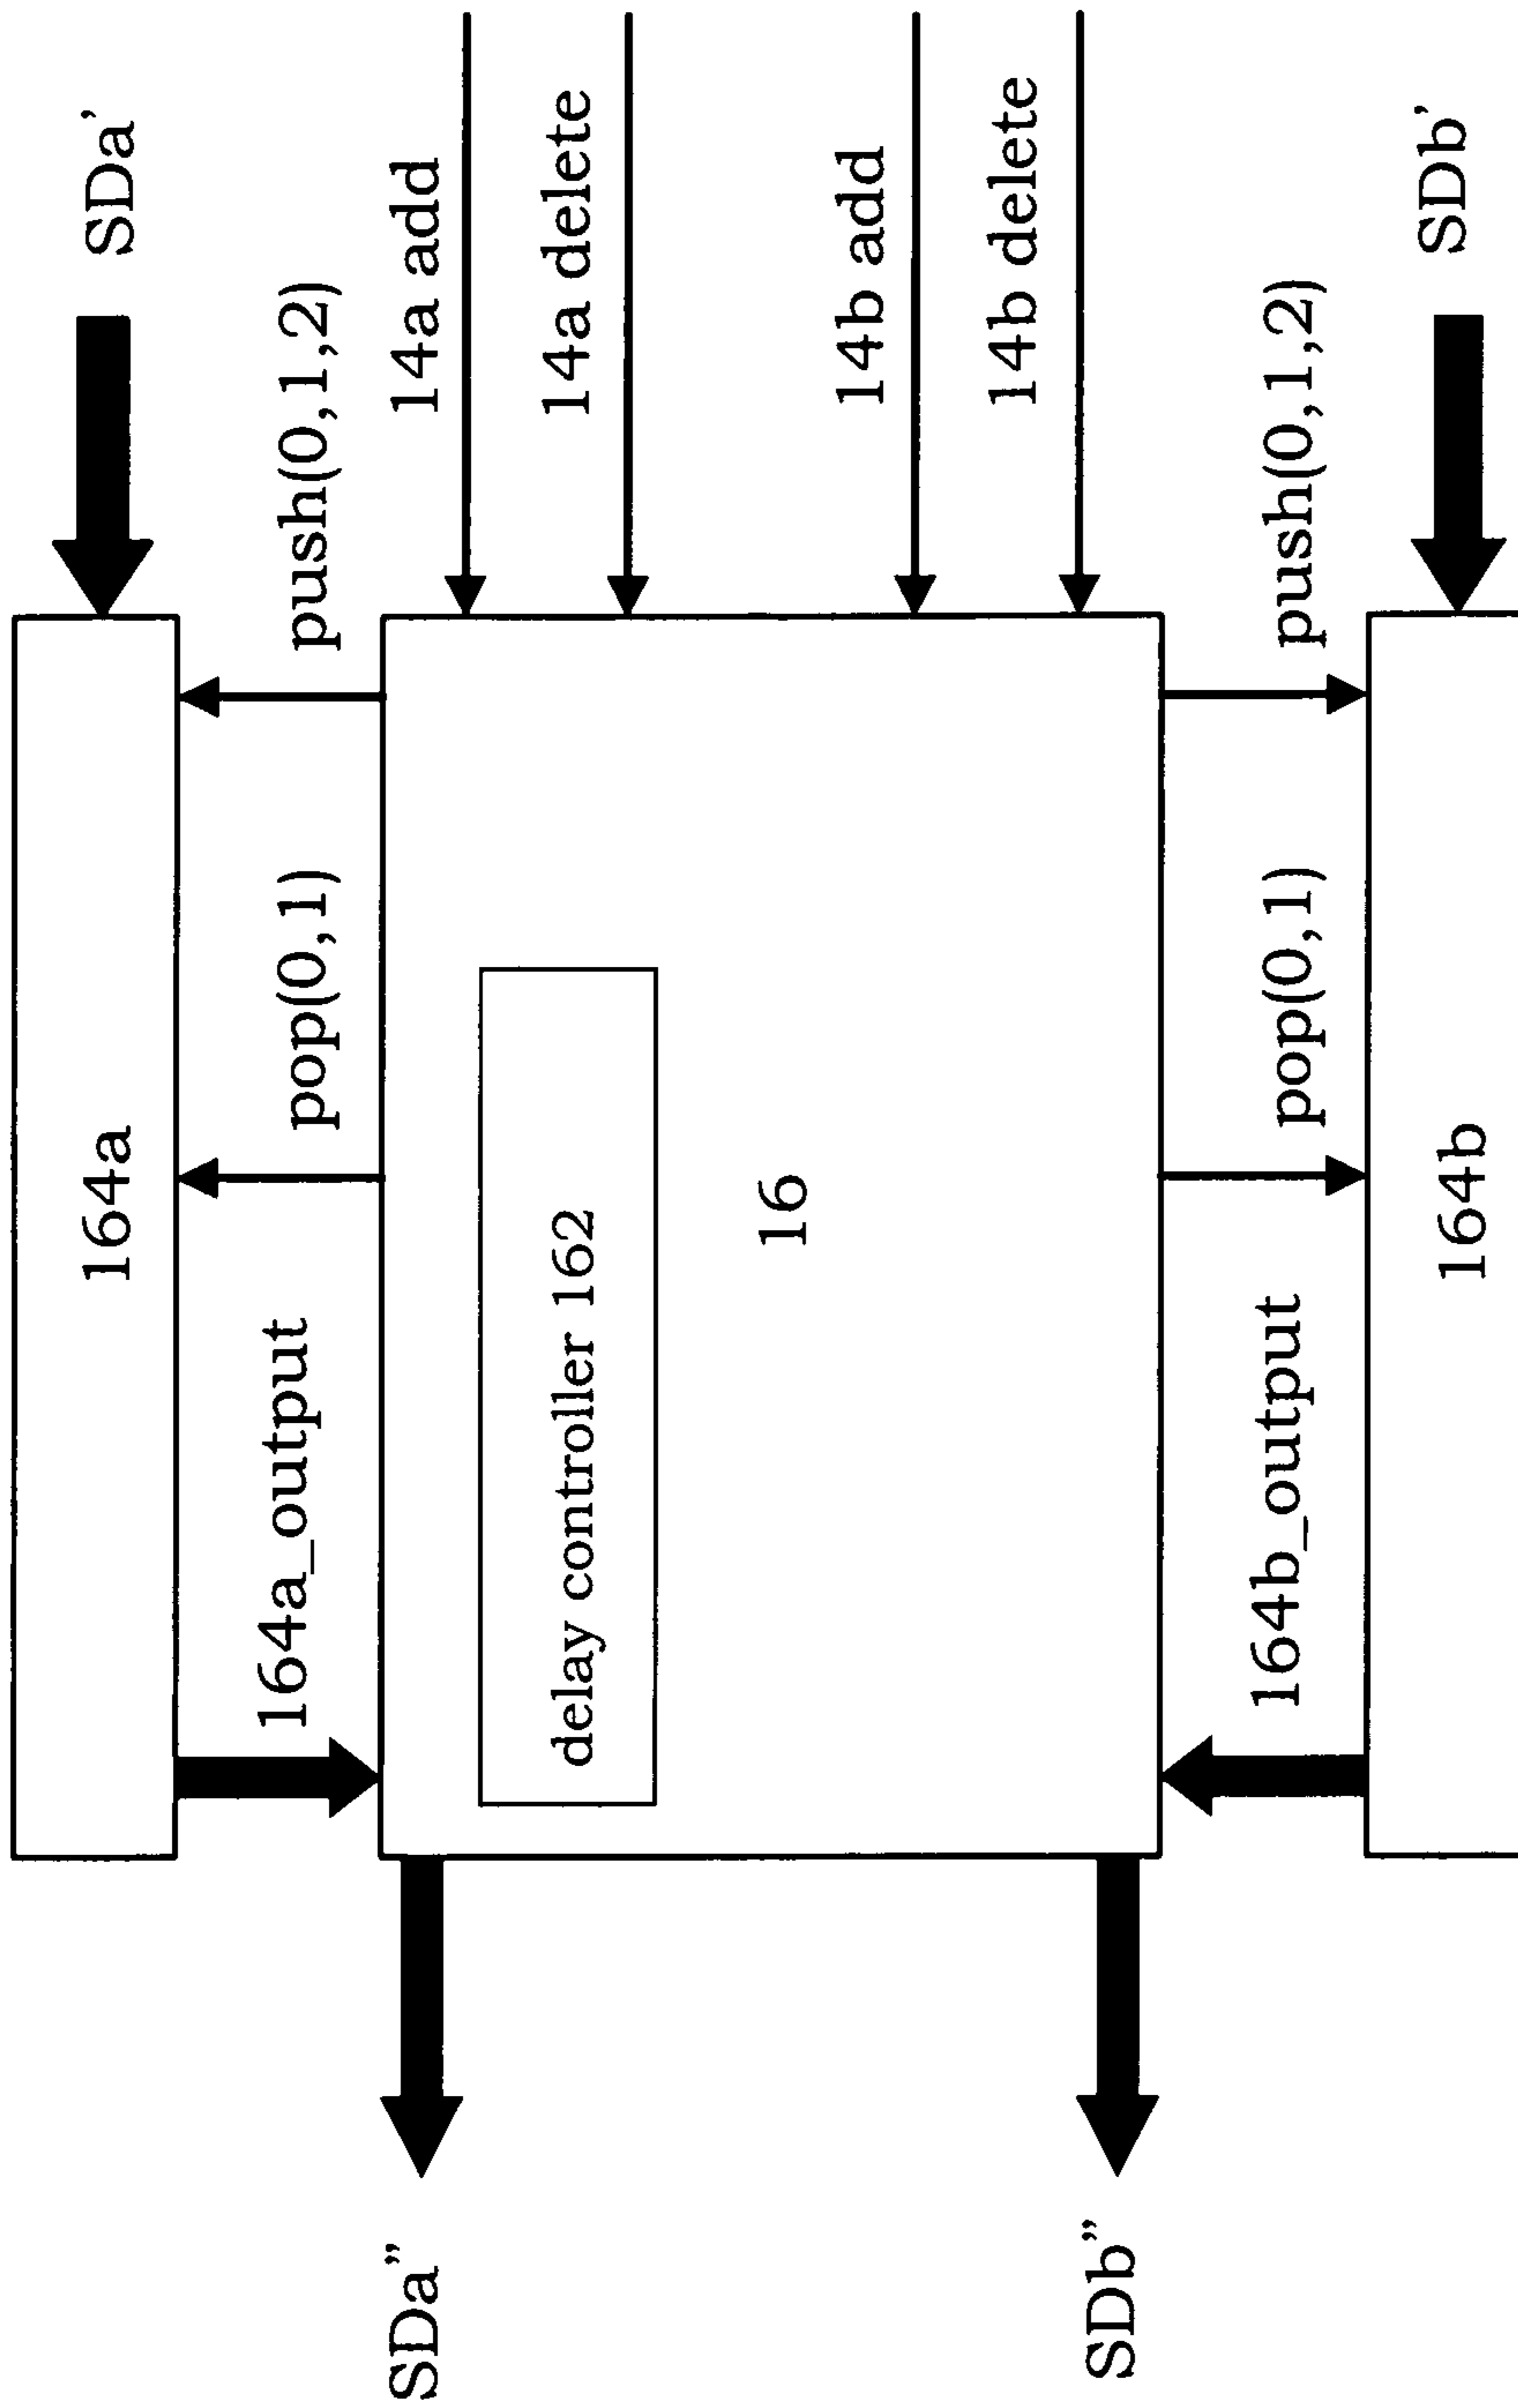 164a
SDa’
164a_output
pop(0,1)
push(0,1,2)
SDa”
14a add
delay controller 162
14a delete
16
14b add
14b delete
SDb”
164b_output
pop(0,1)
push(0,1,2)
164b
SDb’